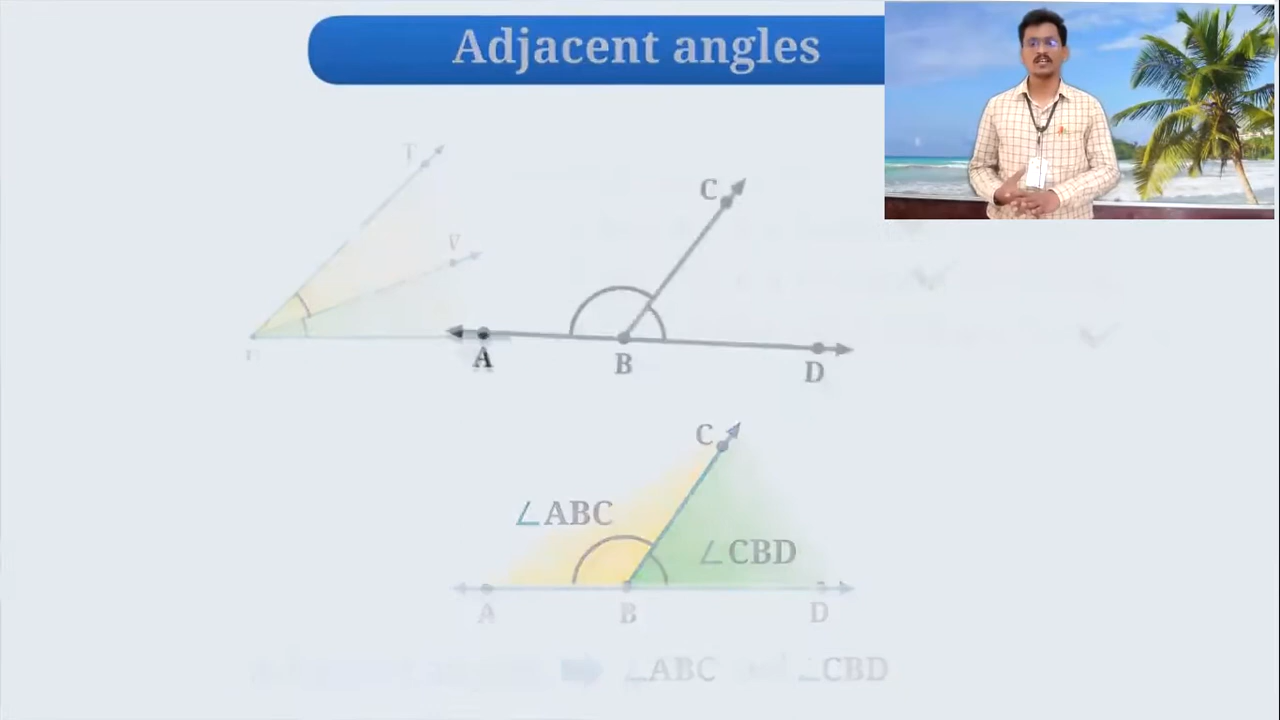 Adjacent angles
T
V
C
A B D
C
∠ABC
∠CBD
A B D
∠ABC ∠CBD